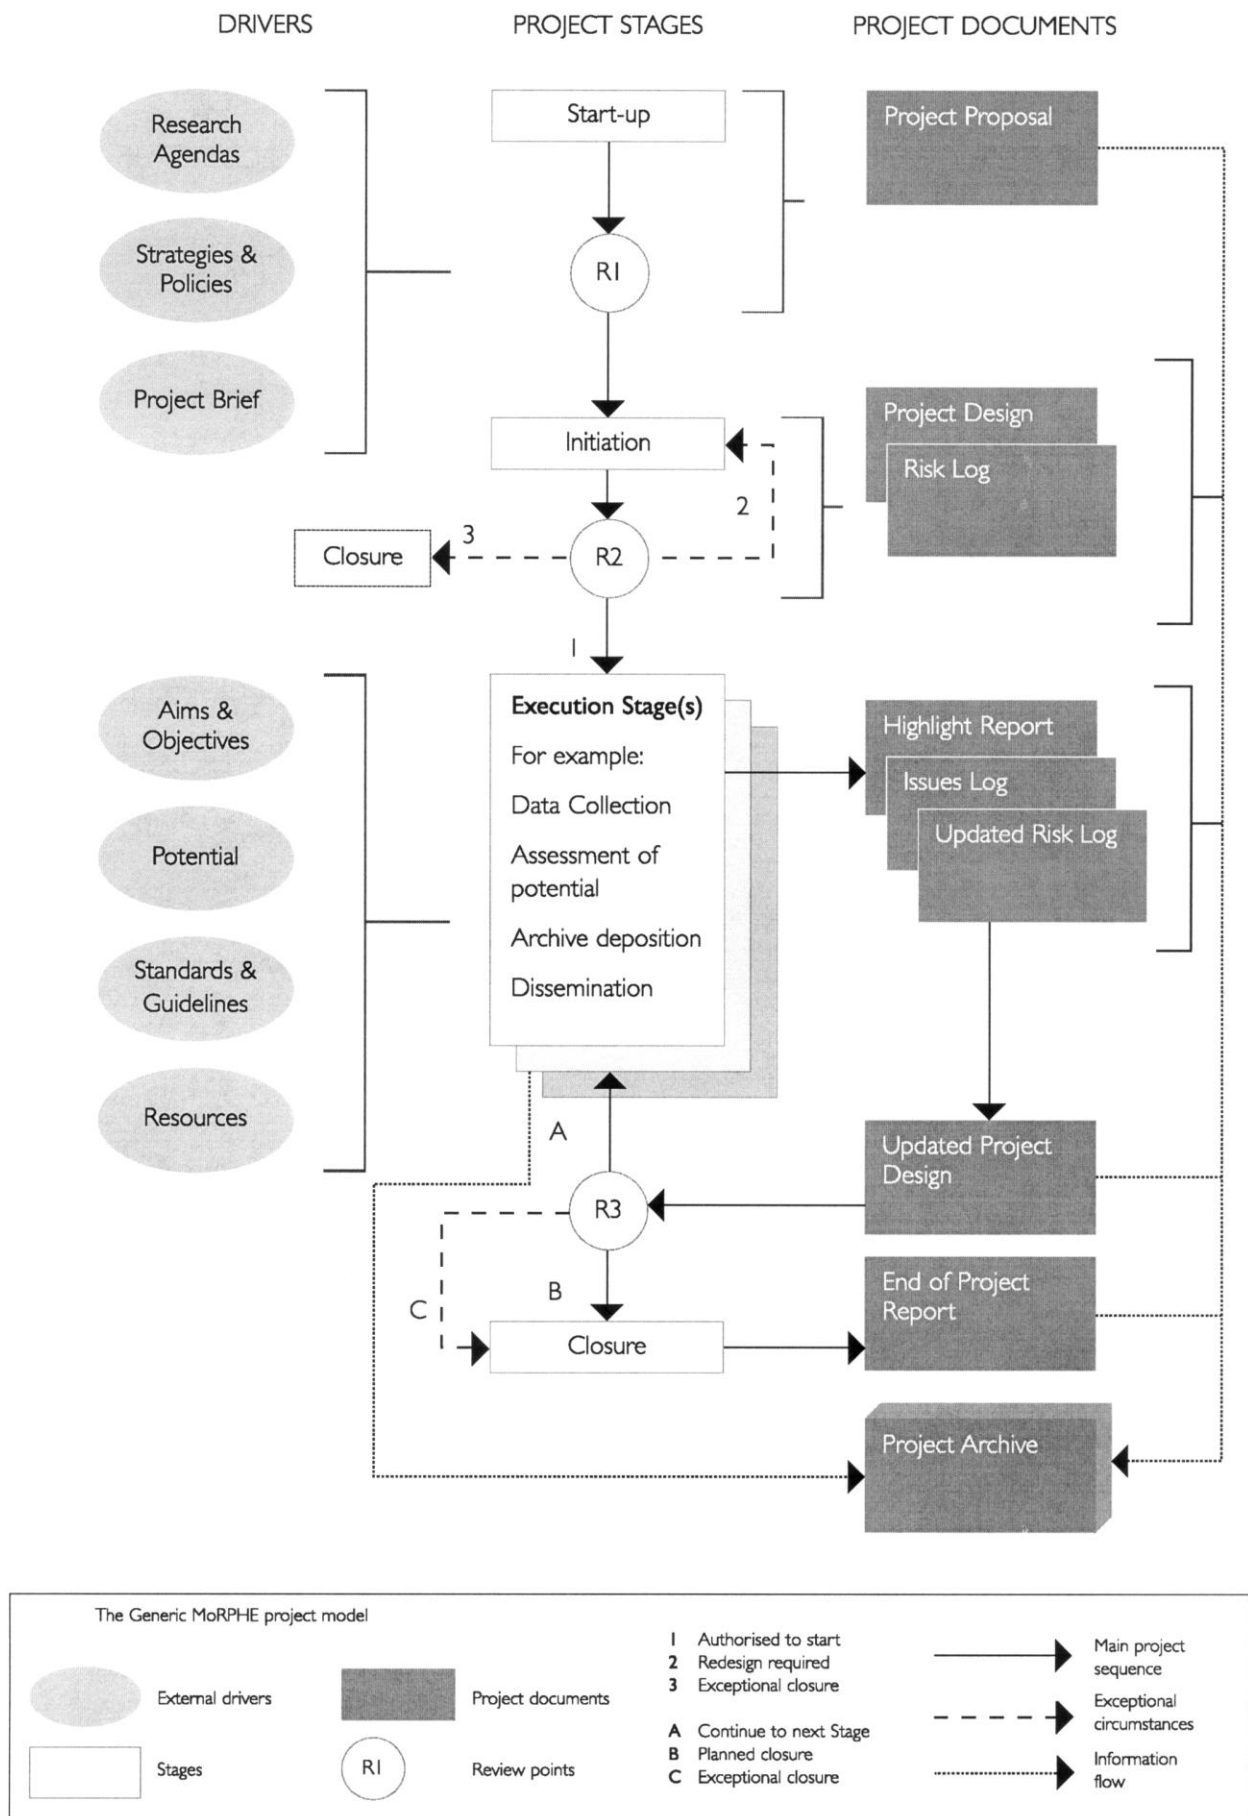 DRIVERS
PROJECT STAGES
PROJECT DOCUMENTS
Research
Agendas
Strategies &
Policies
Project Brief
Start-up
R1
Initiation
2
3
Closure
R2
1
Project Proposal
Project Design
Risk Log
Aims &
Objectives
Potential
Standards &
Guidelines
Resources
Execution Stage(s)
For example:
Data Collection
Assessment of
potential
Archive deposition
Dissemination
Highlight Report
Issues Log
Updated Risk Log
A
R3
B
C
Closure
Updated Project
Design
End of Project
Report
Project Archive
The Generic MoRPHE project model
External drivers
Project documents
Stages
R1
Review points
1 Authorised to start
2 Redesign required
3 Exceptional closure
A Continue to next Stage
B Planned closure
C Exceptional closure
Main project
sequence
Exceptional
circumstances
Information
flow